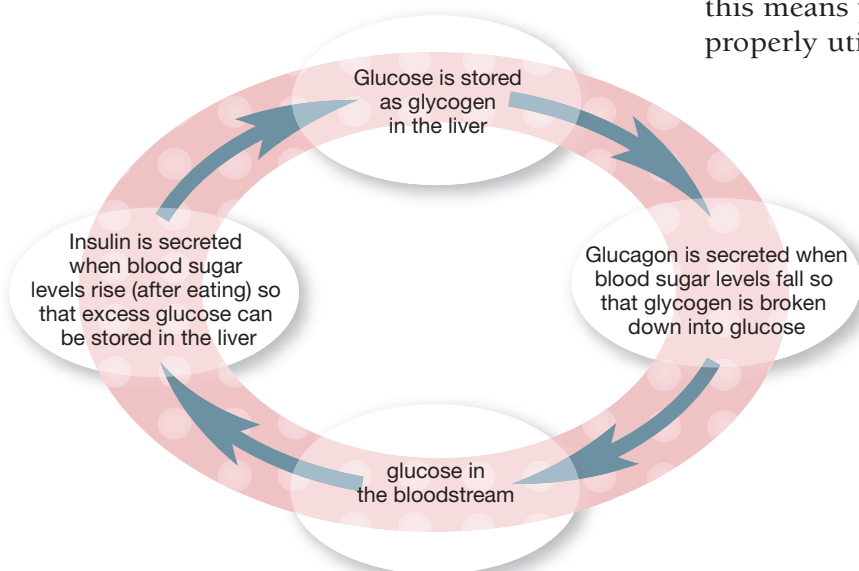 this means
properly uti
Glucose is stored
as glycogen
in the liver
Glucagon is secreted when
blood sugar levels fall so
that glycogen is broken
down into glucose
glucose in
the bloodstream
Insulin is secreted
when blood sugar
levels rise (after eating) so
that excess glucose can
be stored in the liver